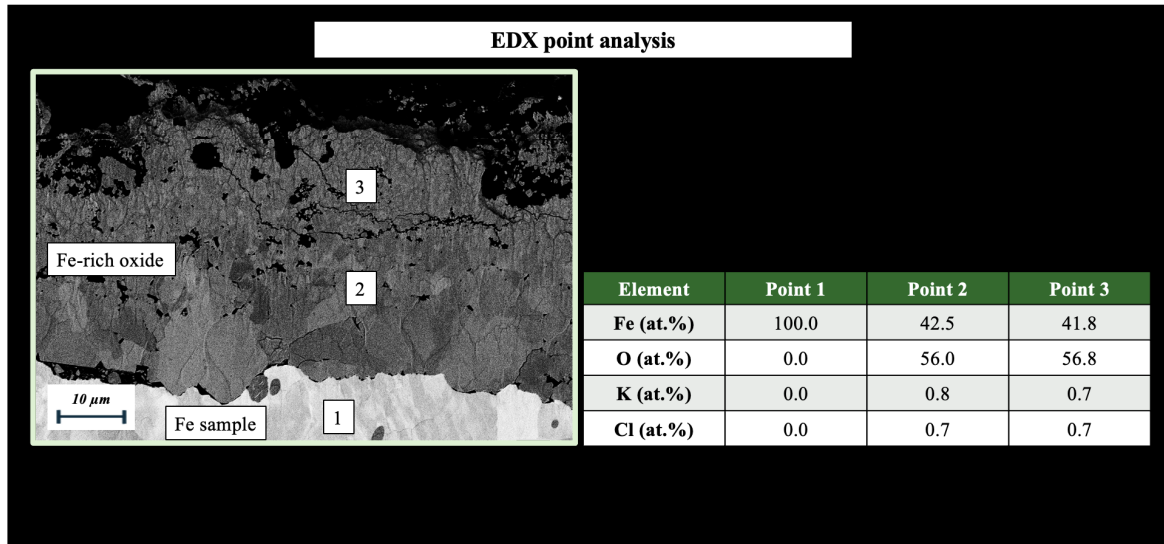 EDX point analysis
3
Fe-rich oxide
2
10 µm
Fe sample
1
Element Point 1 Point 2 Point 3
Fe (at.%) 100.0 42.5 41.8
O (at.%) 0.0 56.0 56.8
K (at.%) 0.0 0.8 0.7
Cl (at.%) 0.0 0.7 0.7